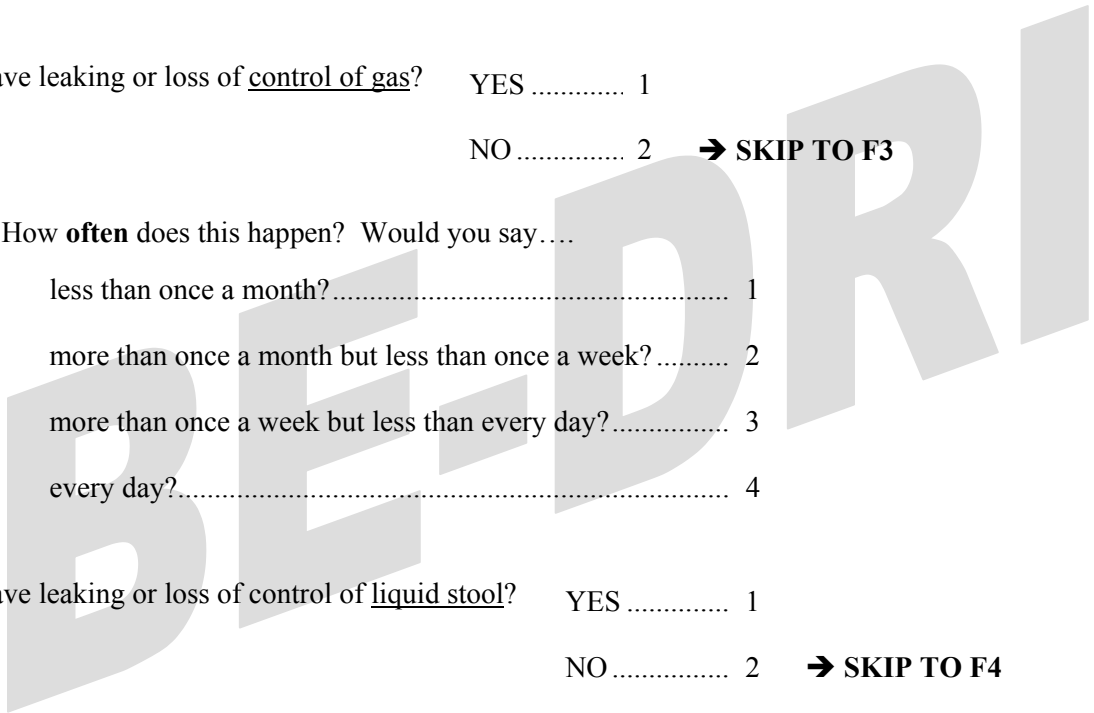 ave leaking or loss of control of gas? YES ............. 1
NO ............... 2 ➔ SKIP TO F3
How often does this happen? Would you say….
less than once a month?...................................................... 1
more than once a month but less than once a week?.......... 2
more than once a week but less than every day?................ 3
every day?........................................................................... 4
ave leaking or loss of control of liquid stool? YES .............. 1
NO ................ 2 ➔ SKIP TO F4
BE-DRI